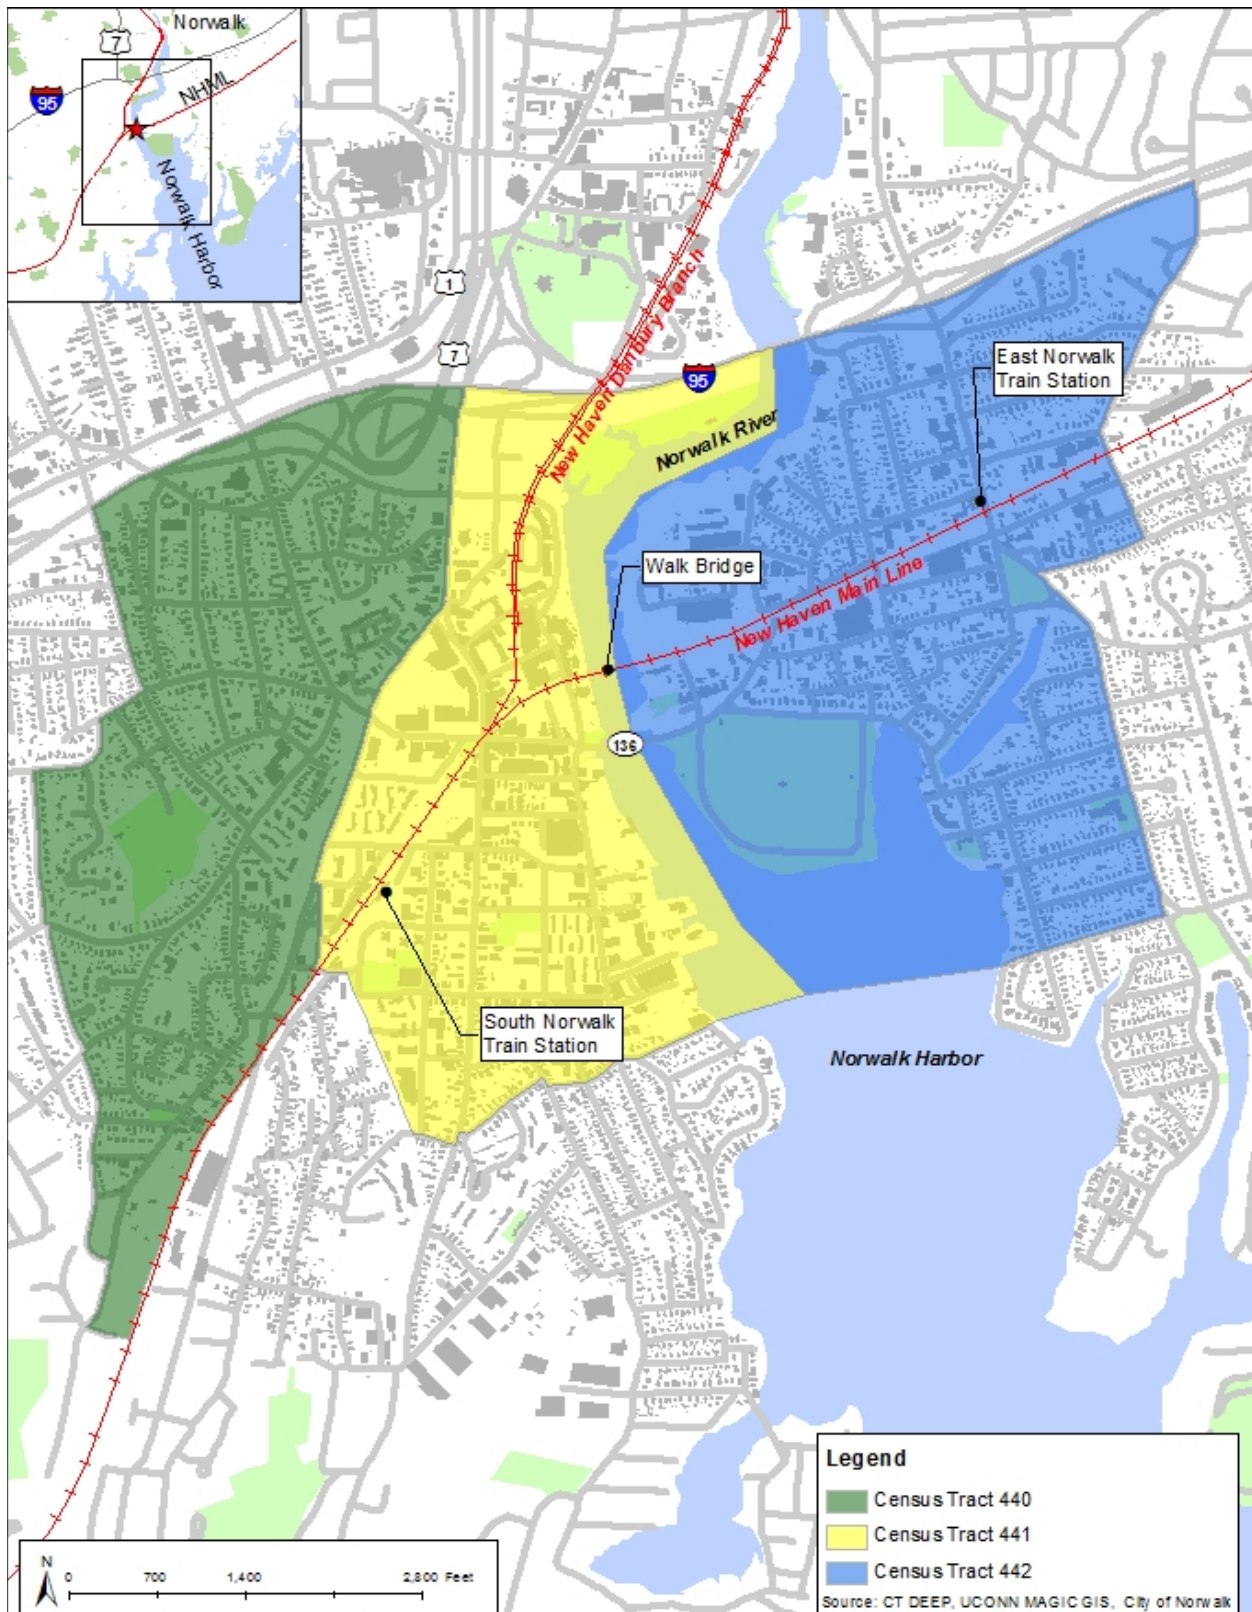 Norwalk
7
95
NHML
Norwalk Harbor
1
7
New Haven Danbury Branch
95
East Norwalk
Train Station
Norwalk River
Walk Bridge
New Haven Main Line
136
South Norwalk
Train Station
Norwalk Harbor
Legend
Census Tract 440
Census Tract 441
Census Tract 442
Source: CT DEEP, UCONN MAGIC GIS, City of Norwalk
N
0 700 1,400 2,800 Feet